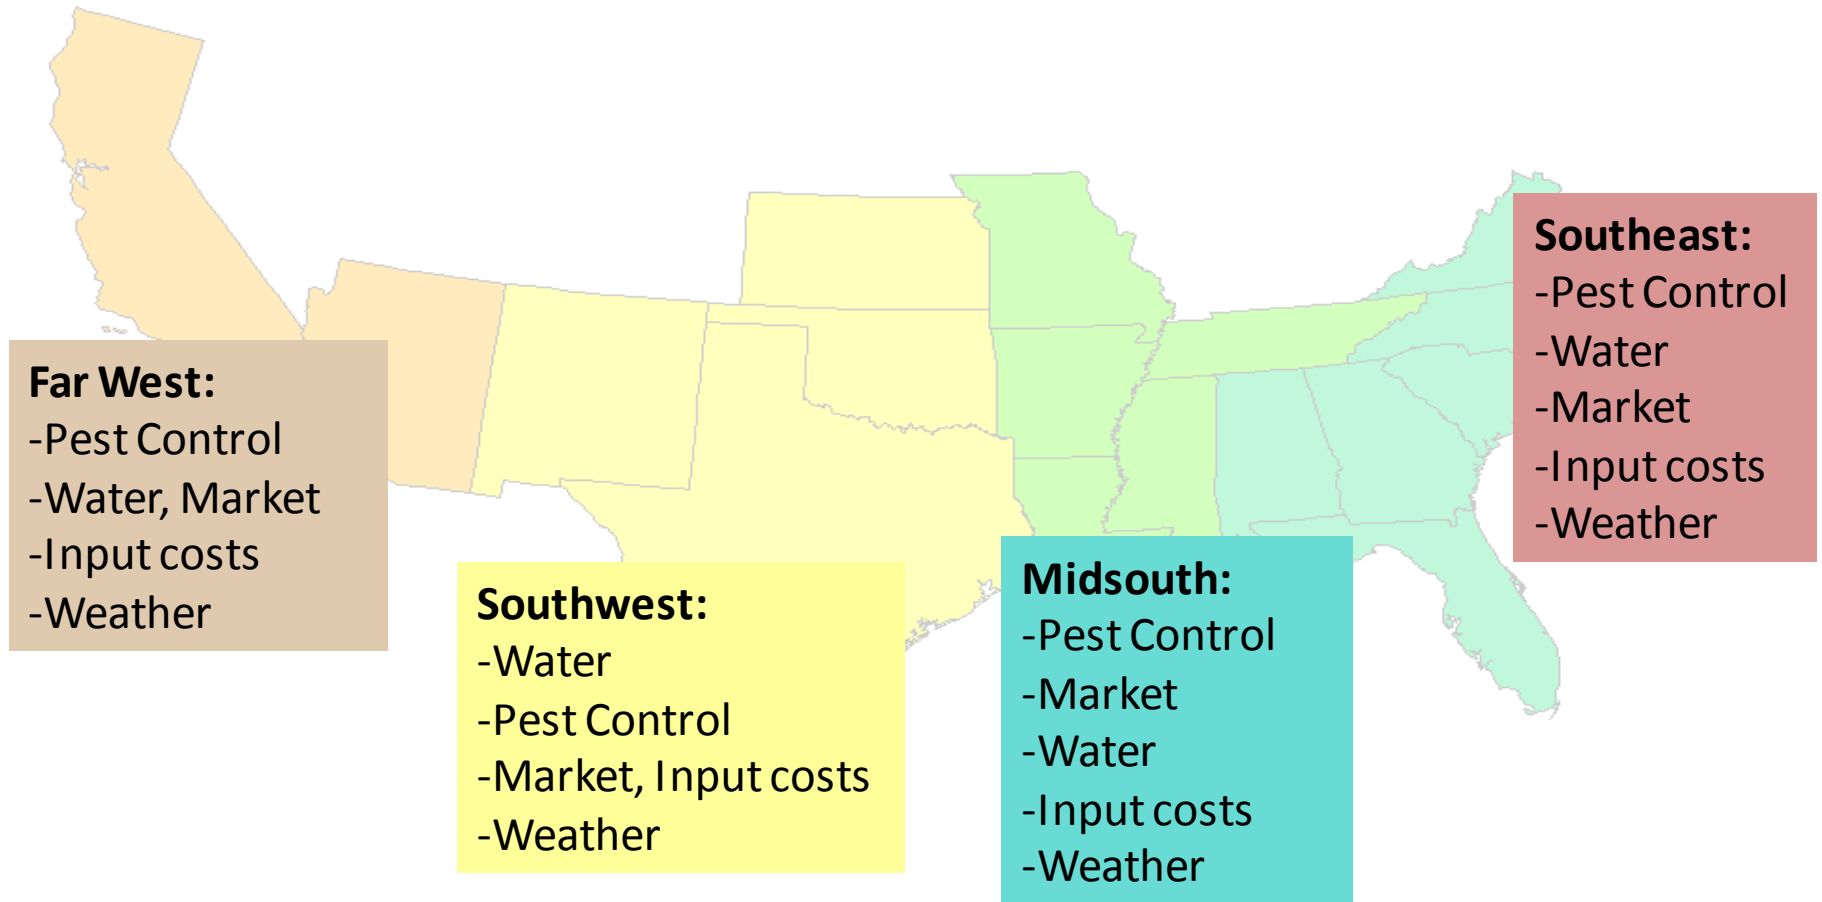 Far West:
-Pest Control
-Water, Market
-Input costs
-Weather
Southwest:
-Water
-Pest Control
-Market, Input costs
-Weather
Midsouth:
-Pest Control
-Market
-Water
-Input costs
-Weather
Southeast:
-Pest Control
-Water
-Market
-Input costs
-Weather